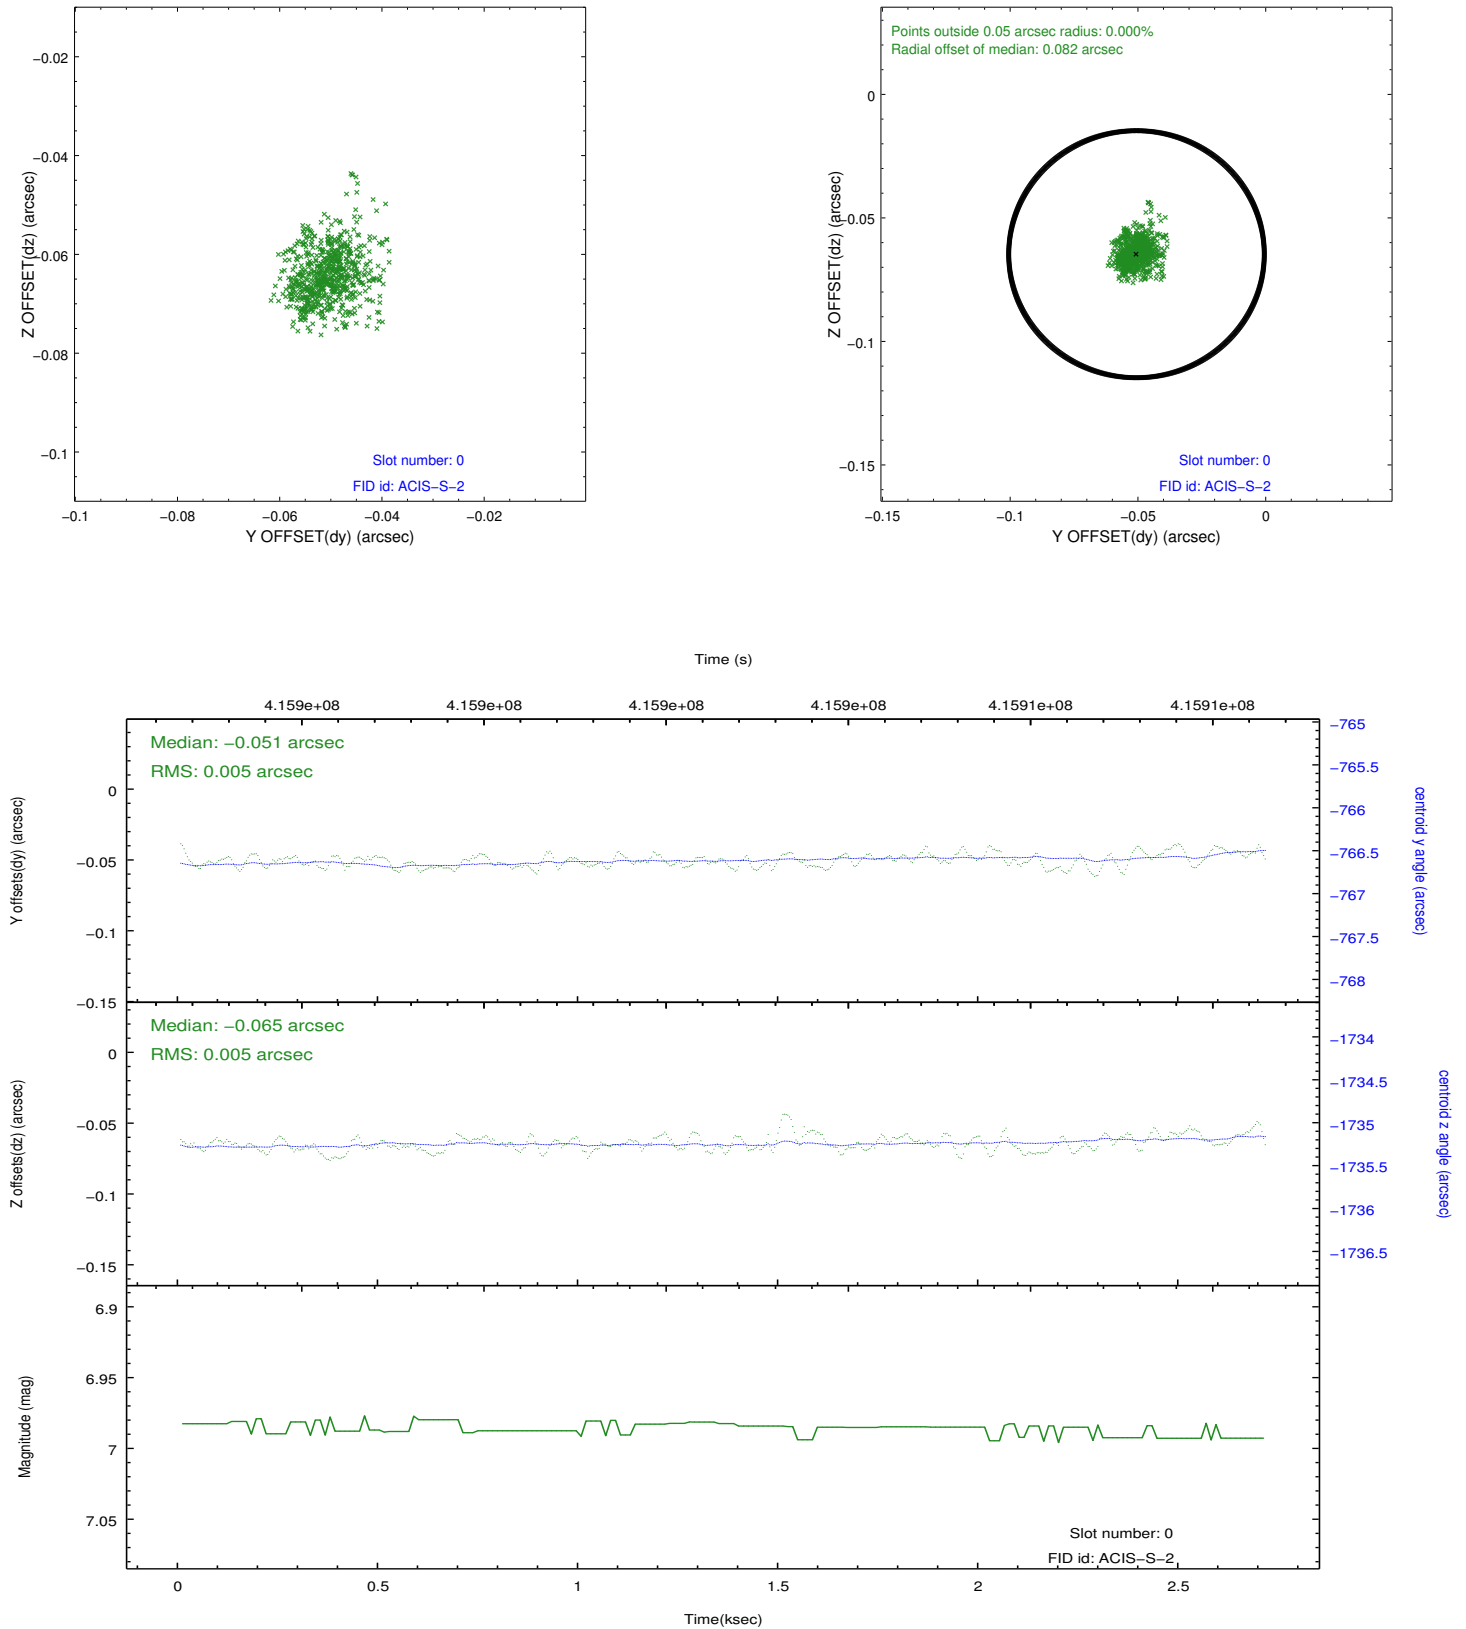 −0.02
−0.04
−0.06
−0.08
−0.1
Z OFFSET(dz) (arcsec)
Slot number: 0
FID id: ACIS−S−2
−0.1
−0.08
−0.06
−0.04
−0.02
Y OFFSET(dy) (arcsec)
Points outside 0.05 arcsec radius: 0.000%
Radial offset of median: 0.082 arcsec
0
−0.05
−0.1
−0.15
Z OFFSET(dz) (arcsec)
Slot number: 0
FID id: ACIS−S−2
−0.15
−0.1
−0.05
0
Y OFFSET(dy) (arcsec)
Time (s)
4.159e+08
4.159e+08
4.159e+08
4.159e+08
4.1591e+08
4.1591e+08
Median: −0.051 arcsec
RMS: 0.005 arcsec
0
−0.05
−0.1
−0.15
Y offsets(dy) (arcsec)
−765
−765.5
−766
−766.5
−767
−767.5
−768
centroid y angle (arcsec)
Median: −0.065 arcsec
RMS: 0.005 arcsec
0
−0.05
−0.1
−0.15
Z offsets(dz) (arcsec)
−1734
−1734.5
−1735
−1735.5
−1736
−1736.5
centroid z angle (arcsec)
6.9
6.95
7
7.05
Magnitude (mag)
Slot number: 0
FID id: ACIS−S−2
0
0.5
1
1.5
2
2.5
Time(ksec)